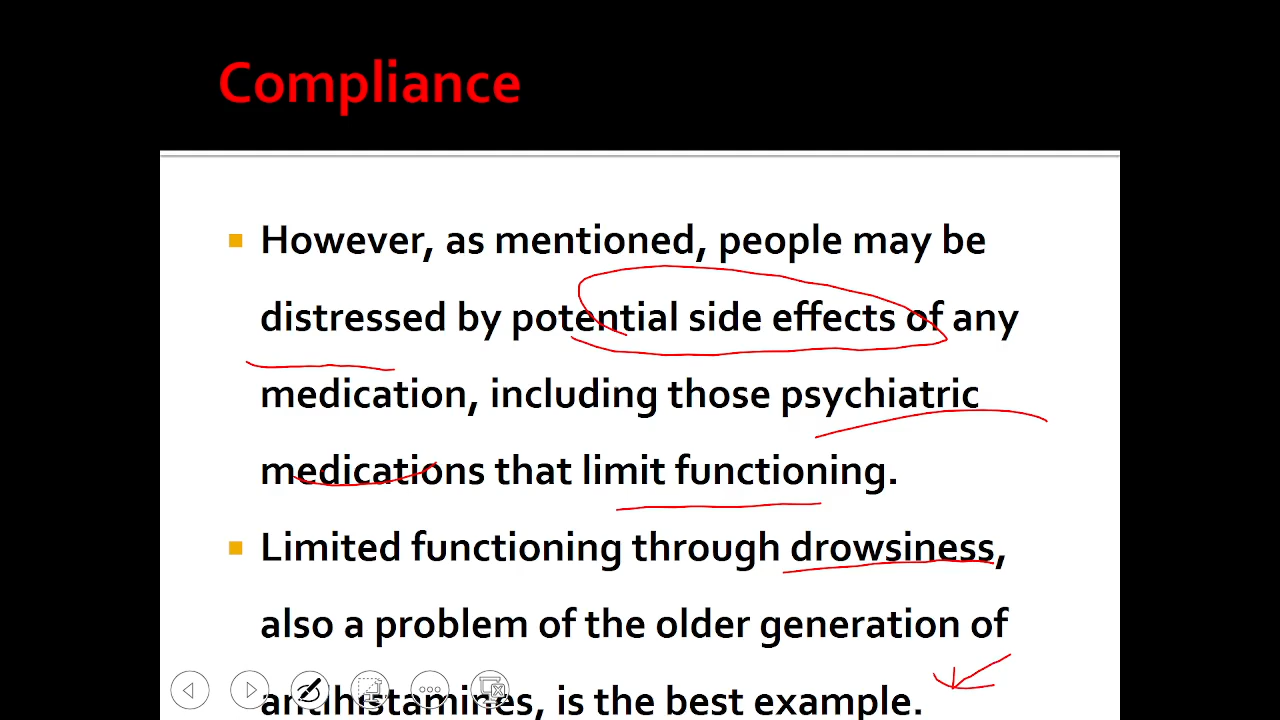 Compliance
However, as mentioned, people may be
distressed by potential side effects of any
medication, including those psychiatric
medications that limit functioning.
Limited functioning through drowsiness,
also a problem of the older generation of
antihistamines, is the best example.